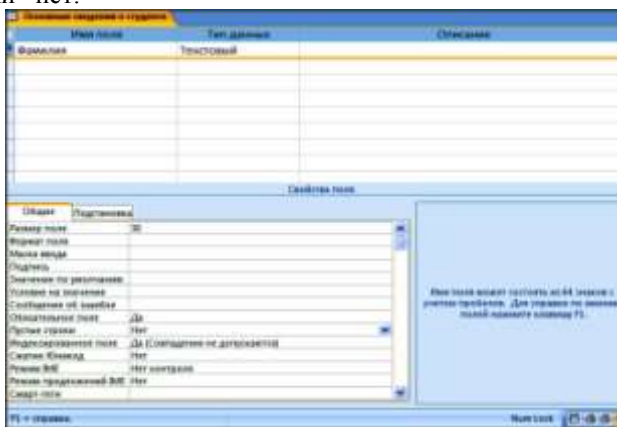 нет.
Основные сведения о студенте
Имя поля Тип данных Описание
Фамилия Текстовый
Свойства поля
Общие Подстановка
Размер поля 30
Формат поля
Маска ввода
Подпись
Значение по умолчанию
Условие на значение
Сообщение об ошибке
Обязательное поле Да
Пустые строки Нет
Индексированное поле Да (Совпадения не допускаются)
Сжатие Юникод Нет
Режим IME Нет контроля
Режим предложений IME Нет
Смарт-теги
Имя поля может состоять из 64 знаков с
учетом пробелов. Для справки по именам
полей нажмите клавишу F1.
F1 = справка. Num Lock